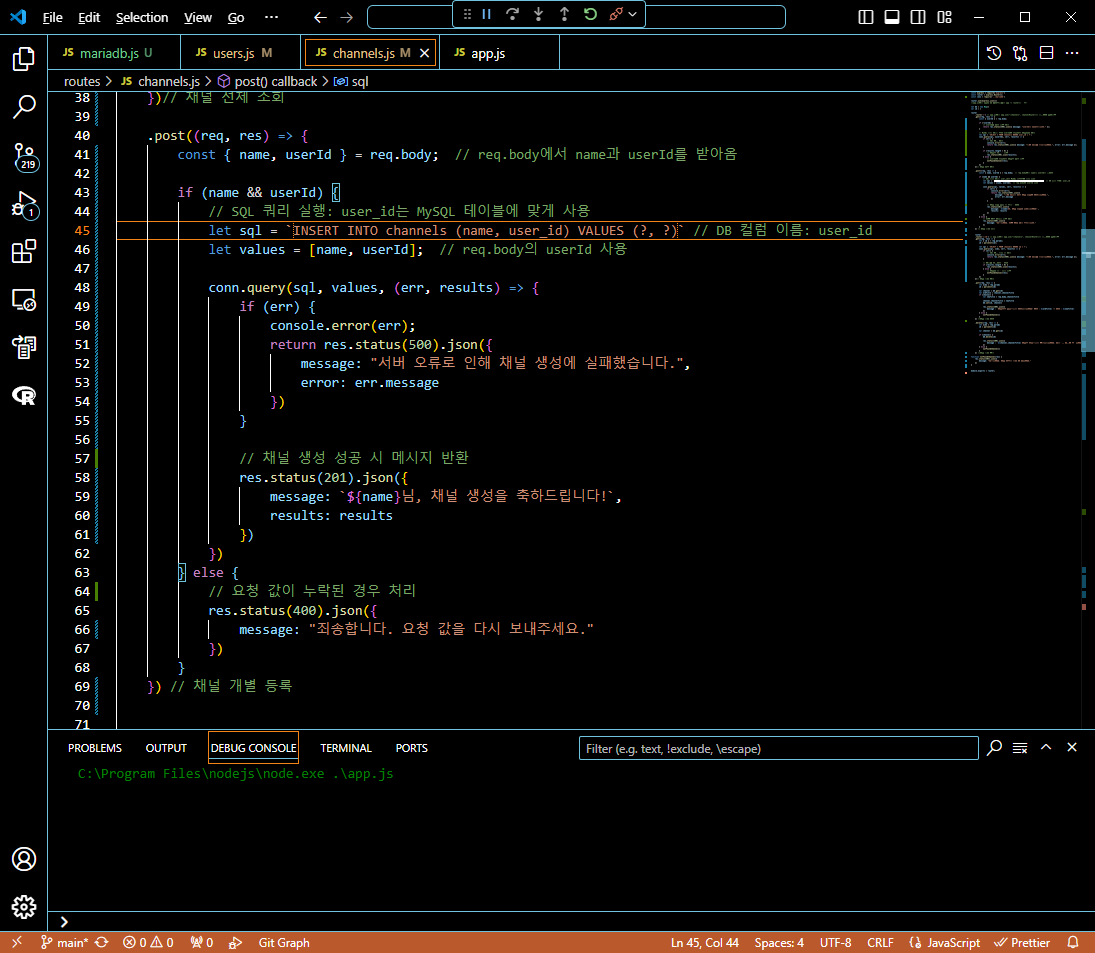 File Edit Selection View Go ···
JS mariadb.js U JS users.js M JS channels.js M JS app.js
routes > JS channels.js > post() callback > sql
38 })// 채널 전체 조회
39
40 .post((req, res) => {
41 const { name, userId } = req.body; // req.body에서 name과 userId를 받아옴
42
43 if (name && userId) {
44 // SQL 쿼리 실행: user_id는 MySQL 테이블에 맞게 사용
45 let sql = `INSERT INTO channels (name, user_id) VALUES (?, ?)` // DB 컬럼 이름: user_id
46 let values = [name, userId]; // req.body의 userId 사용
47
48 conn.query(sql, values, (err, results) => {
49 if (err) {
50 console.error(err);
51 return res.status(500).json({
52 message: "서버 오류로 인해 채널 생성에 실패했습니다.",
53 error: err.message
54 })
55 }
56
57 // 채널 생성 성공 시 메시지 반환
58 res.status(201).json({
59 message: `${name}님, 채널 생성을 축하드립니다!`,
60 results: results
61 })
62 })
63 } else {
64 // 요청 값이 누락된 경우 처리
65 res.status(400).json({
66 message: "죄송합니다. 요청 값을 다시 보내주세요."
67 })
68 }
69 }) // 채널 개별 등록
70
71
219
1
PROBLEMS OUTPUT DEBUG CONSOLE TERMINAL PORTS Filter (e.g. text, !exclude, \escape)
C:\Program Files\nodejs\node.exe .\app.js
main* 0 0 0 Git Graph Ln 45, Col 44 Spaces: 4 UTF-8 CRLF {} JavaScript Prettier